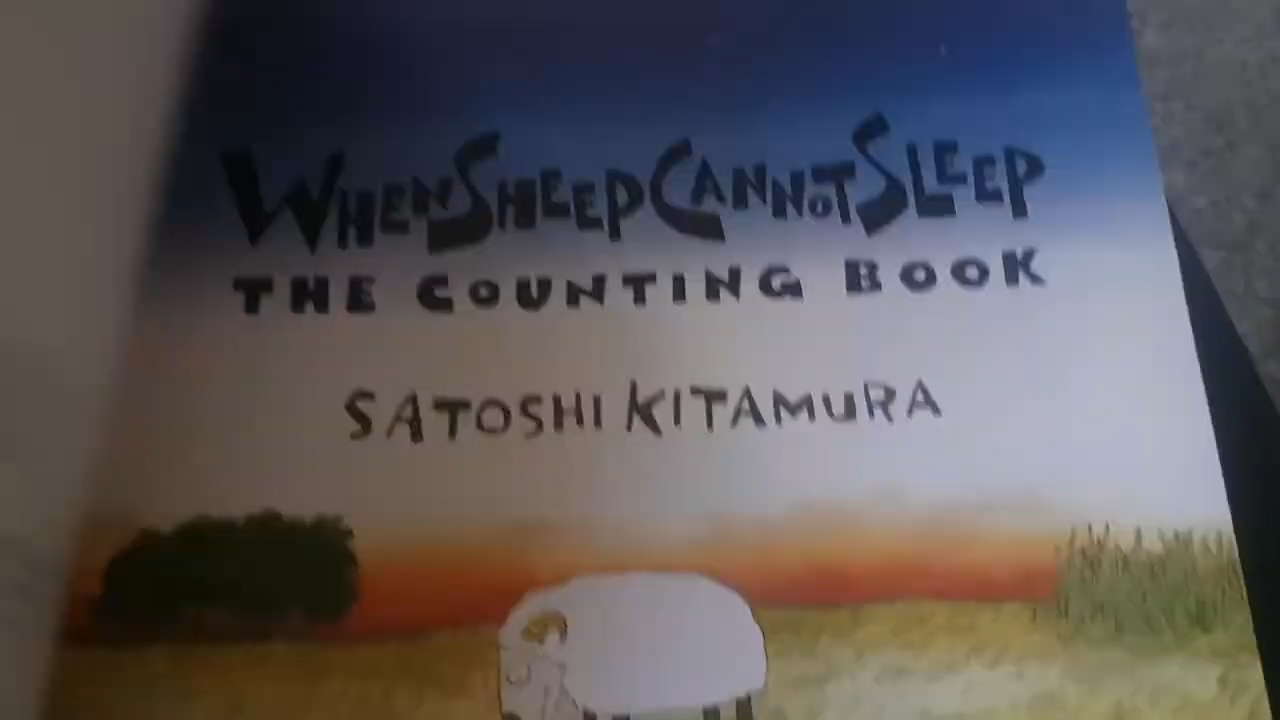 WHEN SHEEP CANNOT SLEEP
THE COUNTING BOOK
SATOSHI KITAMURA